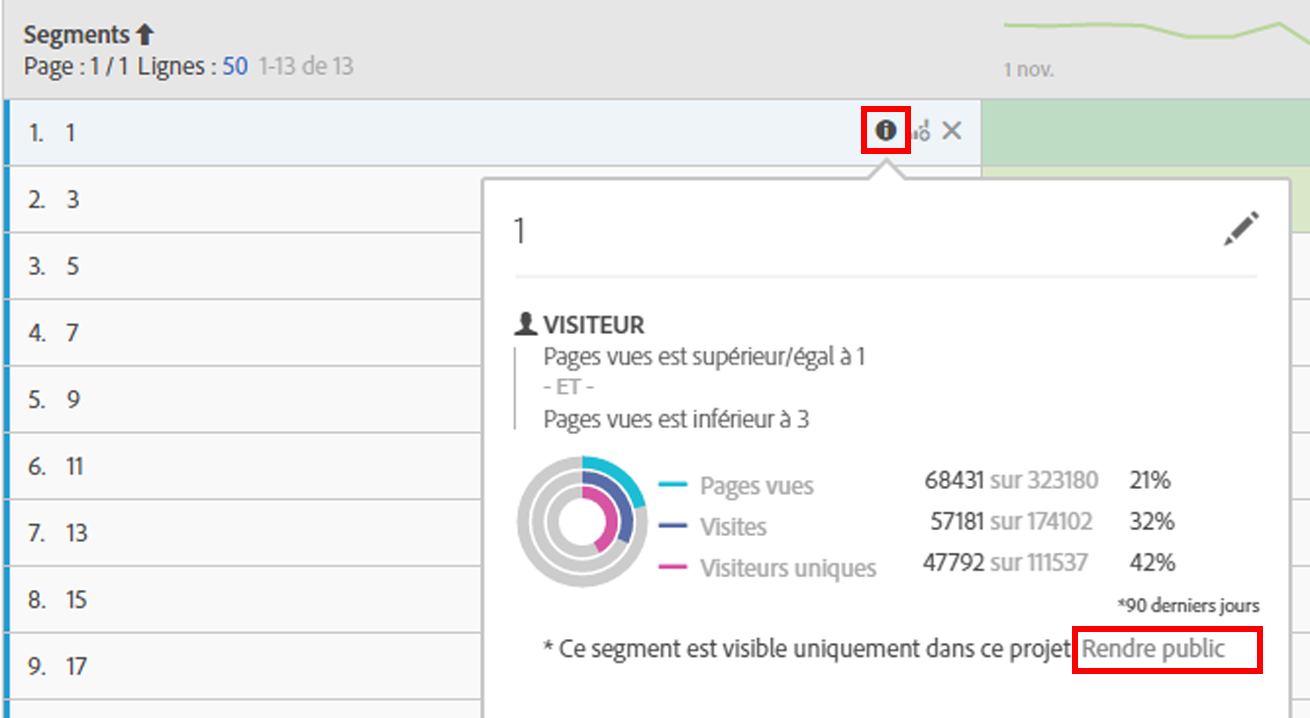 Segments
Page : 1 / 1 Lignes : 50 1-13 de 13
1 nov.
1. 1
2. 3
3. 5
4. 7
5. 9
6. 11
7. 13
8. 15
9. 17
1
VISITEUR
Pages vues est supérieur/égal à 1
- ET -
Pages vues est inférieur à 3
Pages vues 68431 sur 323180 21%
Visites 57181 sur 174102 32%
Visiteurs uniques 47792 sur 111537 42%
*90 derniers jours
* Ce segment est visible uniquement dans ce projet Rendre public